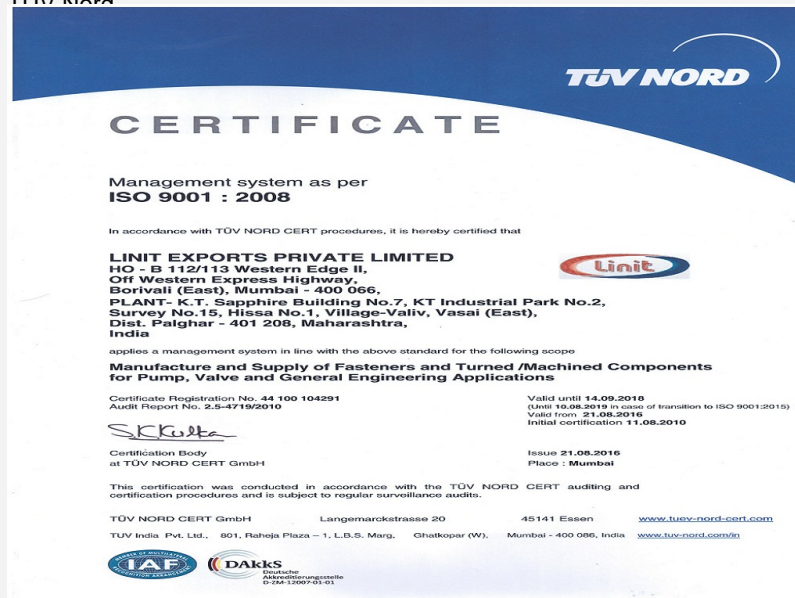 TÜV NORD
CERTIFICATE
Management system as per
ISO 9001 : 2008
In accordance with TÜV NORD CERT procedures, it is hereby certified that
LINIT EXPORTS PRIVATE LIMITED
HO - B 112/113 Western Edge II,
Off Western Express Highway,
Borivali (East), Mumbai - 400 066,
PLANT- K.T. Sapphire Building No.7, KT Industrial Park No.2,
Survey No.15, Hissa No.1, Village-Valiv, Vasai (East),
Dist. Palghar - 401 208, Maharashtra,
India
Linit
applies a management system in line with the above standard for the following scope
Manufacture and Supply of Fasteners and Turned /Machined Components
for Pump, Valve and General Engineering Applications
Certificate Registration No. 44 100 104291
Audit Report No. 2.5-4719/2010
Valid until 14.09.2018
(Until 10.08.2019 in case of transition to ISO 9001:2015)
Valid from 21.08.2016
Initial certification 11.08.2010
S.K.Kulka
Certification Body
at TÜV NORD CERT GmbH
Issue 21.08.2016
Place : Mumbai
This certification was conducted in accordance with the TÜV NORD CERT auditing and
certification procedures and is subject to regular surveillance audits.
TÜV NORD CERT GmbH Langemarckstrasse 20 45141 Essen www.tuev-nord-cert.com
TUV India Pvt. Ltd., 801, Raheja Plaza – 1, L.B.S. Marg, Ghatkopar (W), Mumbai - 400 086, India www.tuv-nord.com/in
MEMBER OF MULTILATERAL
IAF
RECOGNITION ARRANGEMENT
DAkkS
Deutsche
Akkreditierungsstelle
D-ZM-12007-01-01